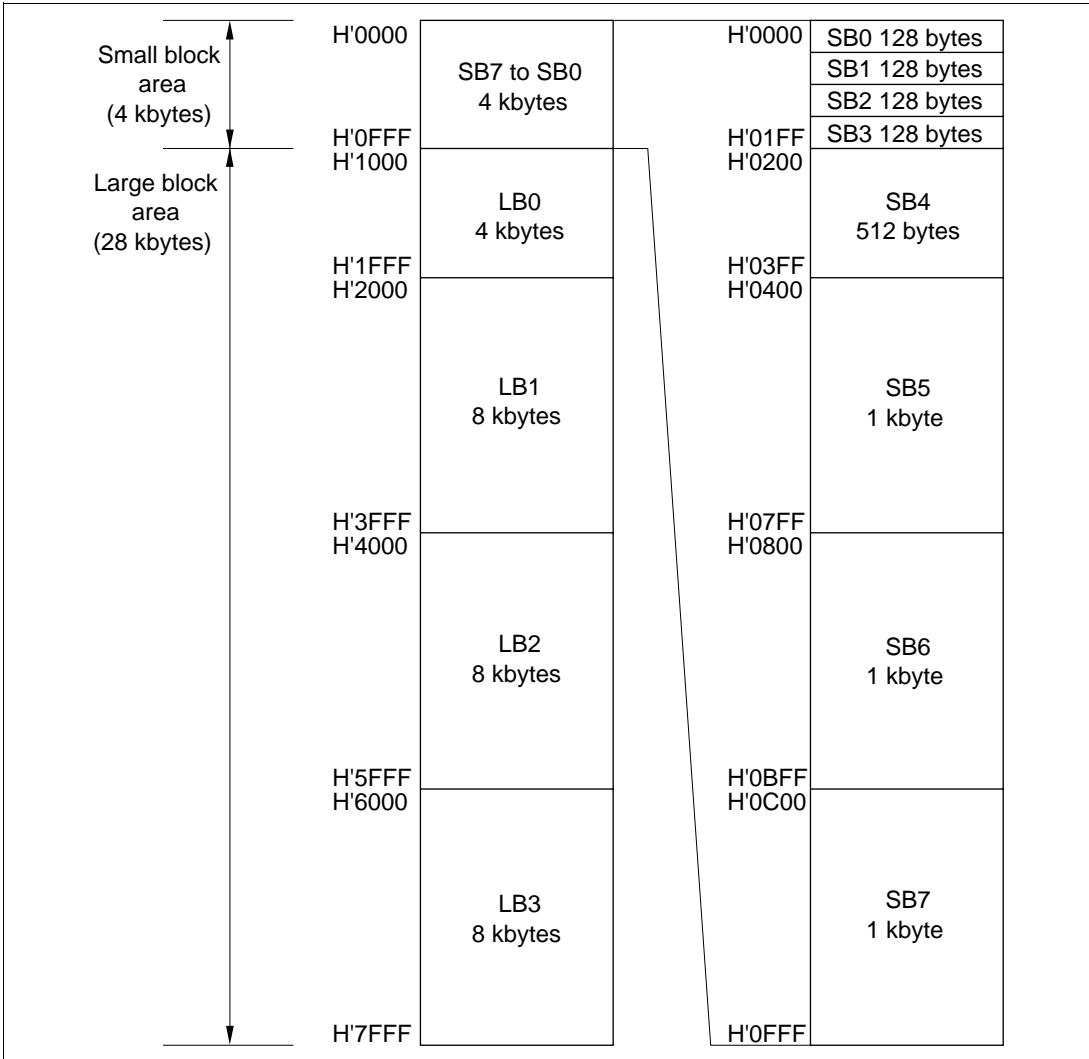 Small block
area
(4 kbytes)
Large block
area
(28 kbytes)
H'0000
SB7 to SB0
4 kbytes
H'0FFF
H'1000
LB0
4 kbytes
H'1FFF
H'2000
LB1
8 kbytes
H'3FFF
H'4000
LB2
8 kbytes
H'5FFF
H'6000
LB3
8 kbytes
H'7FFF
H'0000
SB0 128 bytes
SB1 128 bytes
SB2 128 bytes
SB3 128 bytes
H'01FF
H'0200
SB4
512 bytes
H'03FF
H'0400
SB5
1 kbyte
H'07FF
H'0800
SB6
1 kbyte
H'0BFF
H'0C00
SB7
1 kbyte
H'0FFF